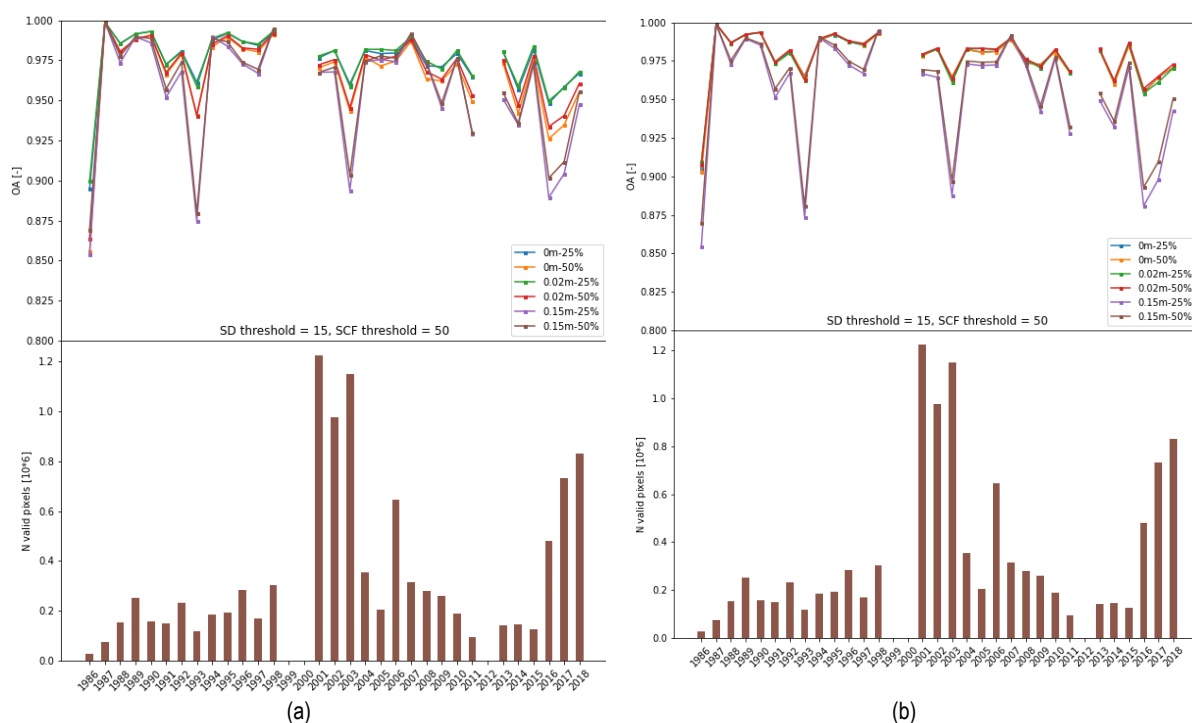 1.000
0.975
0.950
0.925
0.900
0.875
0.850
0.825
0.800
OA [-]
0m-25%
0m-50%
0.02m-25%
0.02m-50%
0.15m-25%
0.15m-50%
SD threshold = 15, SCF threshold = 50
1.2
1.0
0.8
0.6
0.4
0.2
0.0
N valid pixels [10*6]
1986 1987 1988 1989 1990 1991 1992 1993 1994 1995 1996 1997 1998 1999 2000 2001 2002 2003 2004 2005 2006 2007 2008 2009 2010 2011 2012 2013 2014 2015 2016 2017 2018
(a)
1.000
0.975
0.950
0.925
0.900
0.875
0.850
0.825
0.800
OA [-]
0m-25%
0m-50%
0.02m-25%
0.02m-50%
0.15m-25%
0.15m-50%
SD threshold = 15, SCF threshold = 50
1.2
1.0
0.8
0.6
0.4
0.2
0.0
N valid pixels [10*6]
1986 1987 1988 1989 1990 1991 1992 1993 1994 1995 1996 1997 1998 1999 2000 2001 2002 2003 2004 2005 2006 2007 2008 2009 2010 2011 2012 2013 2014 2015 2016 2017 2018
(b)